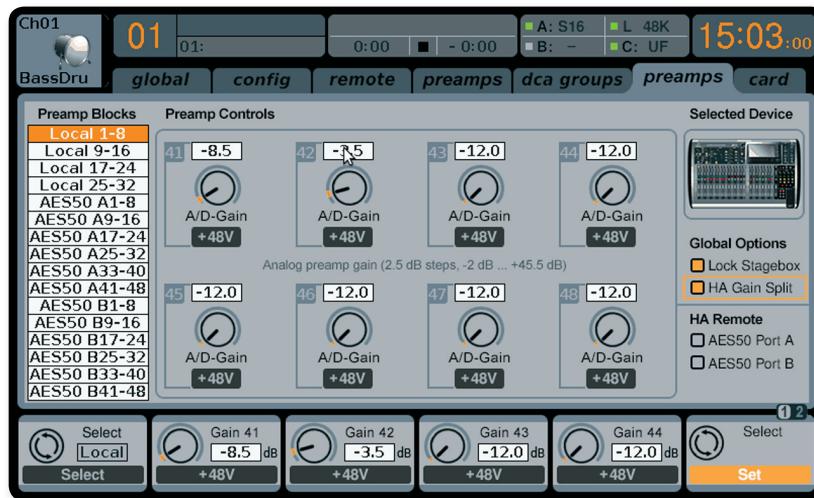 Ch01
BassDru
01
01:
0:00
- 0:00
A: S16
B: -
L 48K
C: UF
15:03:00
global
config
remote
preamps
dca groups
preamps
card
Preamp Blocks
Local 1-8
Local 9-16
Local 17-24
Local 25-32
AES50 A1-8
AES50 A9-16
AES50 A17-24
AES50 A25-32
AES50 A33-40
AES50 A41-48
AES50 B1-8
AES50 B9-16
AES50 B17-24
AES50 B25-32
AES50 B33-40
AES50 B41-48
Preamp Controls
41 -8.5
A/D-Gain
+48V
42 -3.5
A/D-Gain
+48V
43 -12.0
A/D-Gain
+48V
44 -12.0
A/D-Gain
+48V
Analog preamp gain (2.5 dB steps, -2 dB ... +45.5 dB)
45 -12.0
A/D-Gain
+48V
46 -12.0
A/D-Gain
+48V
47 -12.0
A/D-Gain
+48V
48 -12.0
A/D-Gain
+48V
Selected Device
Global Options
Lock Stagebox
HA Gain Split
HA Remote
AES50 Port A
AES50 Port B
1 2
Select
Local
Select
Gain 41
-8.5 dB
+48V
Gain 42
-3.5 dB
+48V
Gain 43
-12.0 dB
+48V
Gain 44
-12.0 dB
+48V
Select
Set